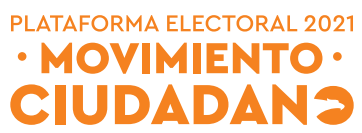 PLATAFORMA ELECTORAL 2021
• MOVIMIENTO •
CIUDADANO